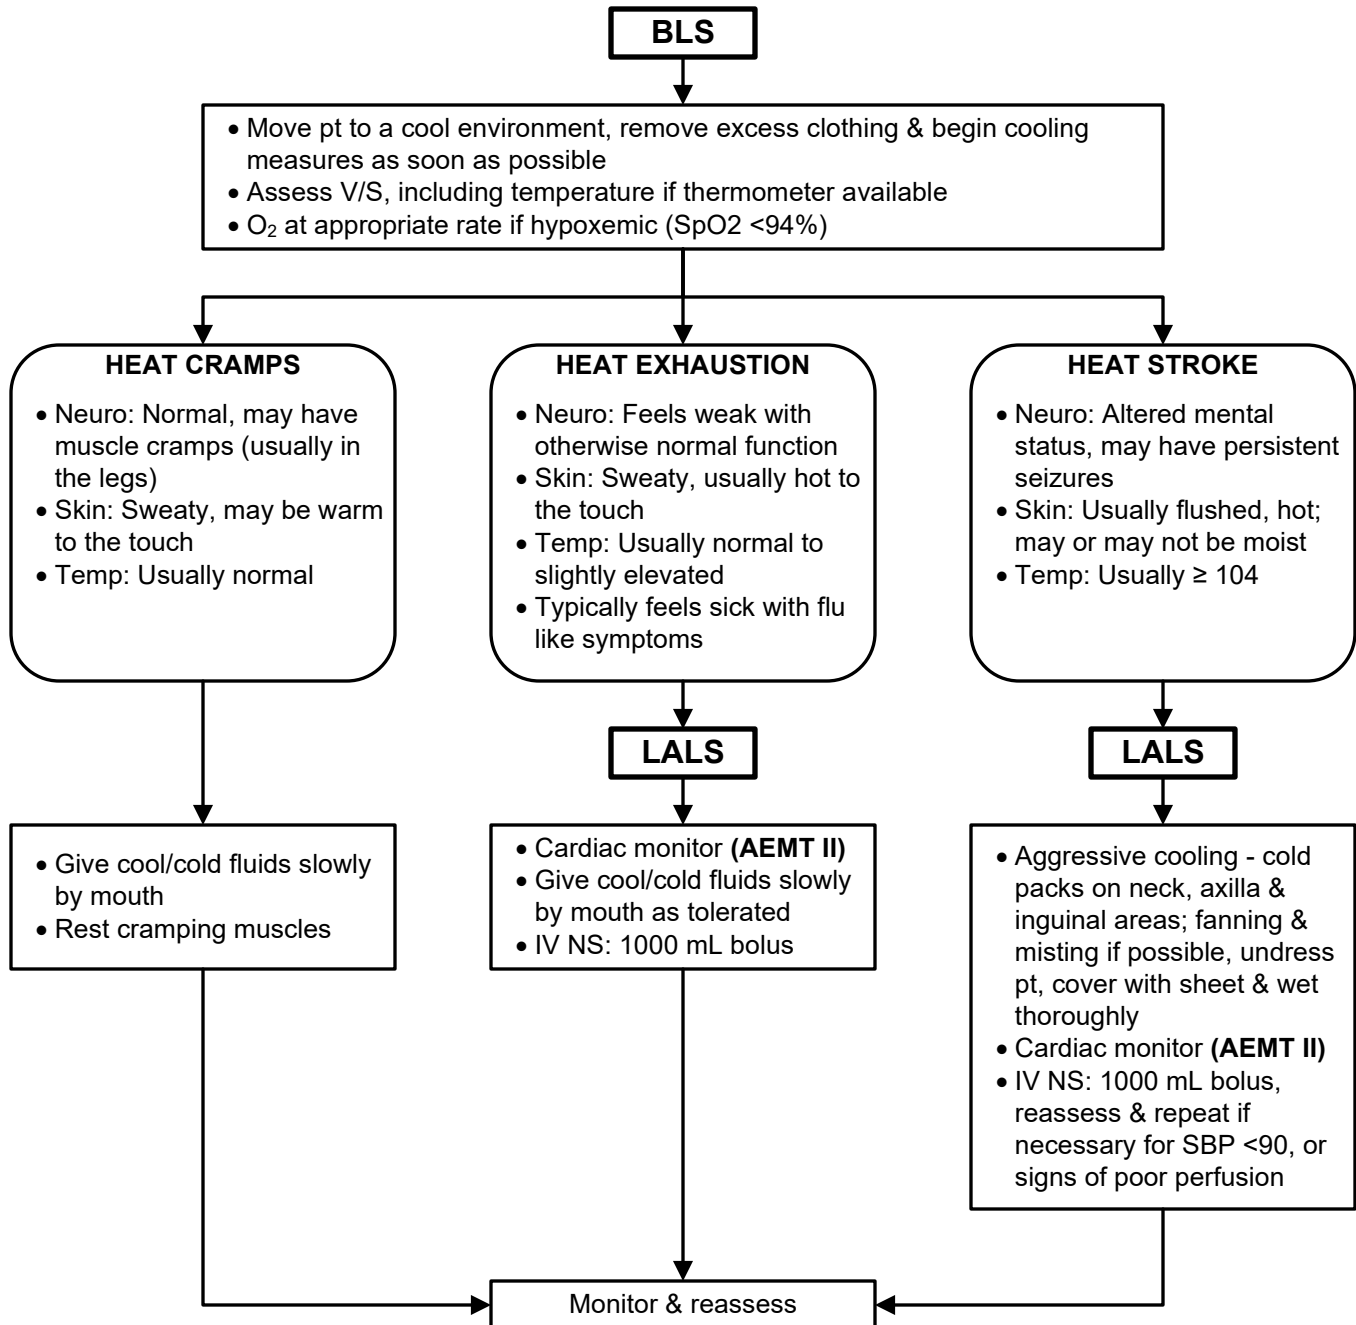 BLS
• Move pt to a cool environment, remove excess clothing & begin cooling
measures as soon as possible
• Assess V/S, including temperature if thermometer available
• O₂ at appropriate rate if hypoxemic (SpO2 <94%)
HEAT CRAMPS
• Neuro: Normal, may have
muscle cramps (usually in
the legs)
• Skin: Sweaty, may be warm
to the touch
• Temp: Usually normal
HEAT EXHAUSTION
• Neuro: Feels weak with
otherwise normal function
• Skin: Sweaty, usually hot to
the touch
• Temp: Usually normal to
slightly elevated
• Typically feels sick with flu
like symptoms
HEAT STROKE
• Neuro: Altered mental
status, may have persistent
seizures
• Skin: Usually flushed, hot;
may or may not be moist
• Temp: Usually ≥ 104
LALS
LALS
• Give cool/cold fluids slowly
by mouth
• Rest cramping muscles
• Cardiac monitor (AEMT II)
• Give cool/cold fluids slowly
by mouth as tolerated
• IV NS: 1000 mL bolus
• Aggressive cooling - cold
packs on neck, axilla &
inguinal areas; fanning &
misting if possible, undress
pt, cover with sheet & wet
thoroughly
• Cardiac monitor (AEMT II)
• IV NS: 1000 mL bolus,
reassess & repeat if
necessary for SBP <90, or
signs of poor perfusion
Monitor & reassess